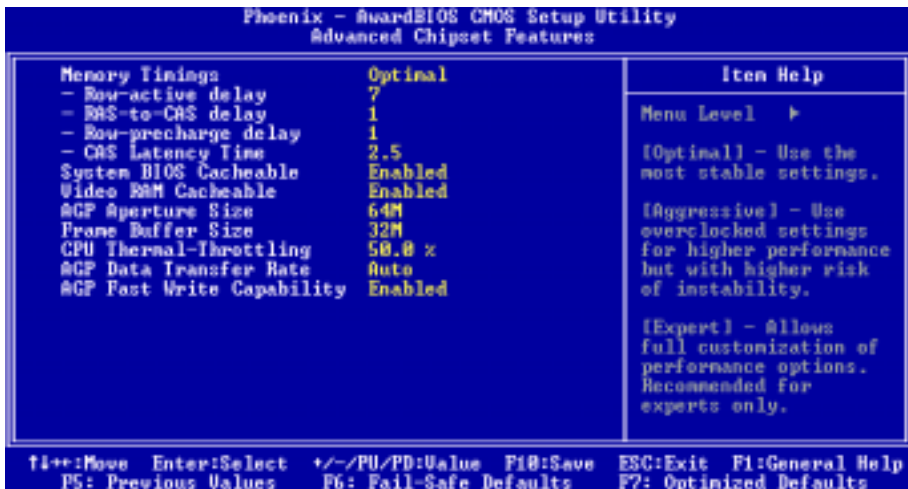 Phoenix - AwardBIOS CMOS Setup Utility
Advanced Chipset Features
Memory Timings Optimal
- Row-active delay 7
- RAS-to-CAS delay 1
- Row-precharge delay 1
- CAS Latency Time 2.5
System BIOS Cacheable Enabled
Video RAM Cacheable Enabled
AGP Aperture Size 64M
Frame Buffer Size 32M
CPU Thermal-Throttling 50.0 %
AGP Data Transfer Rate Auto
AGP Fast Write Capability Enabled
Item Help
Menu Level ▶
[Optimal] - Use the
most stable settings.
[Aggressive] - Use
overclocked settings
for higher performance
but with higher risk
of instability.
[Expert] - Allows
full customization of
performance options.
Recommended for
experts only.
↑↓→←:Move Enter:Select +/-/PU/PD:Value F10:Save ESC:Exit F1:General Help
F5: Previous Values F6: Fail-Safe Defaults F7: Optimized Defaults